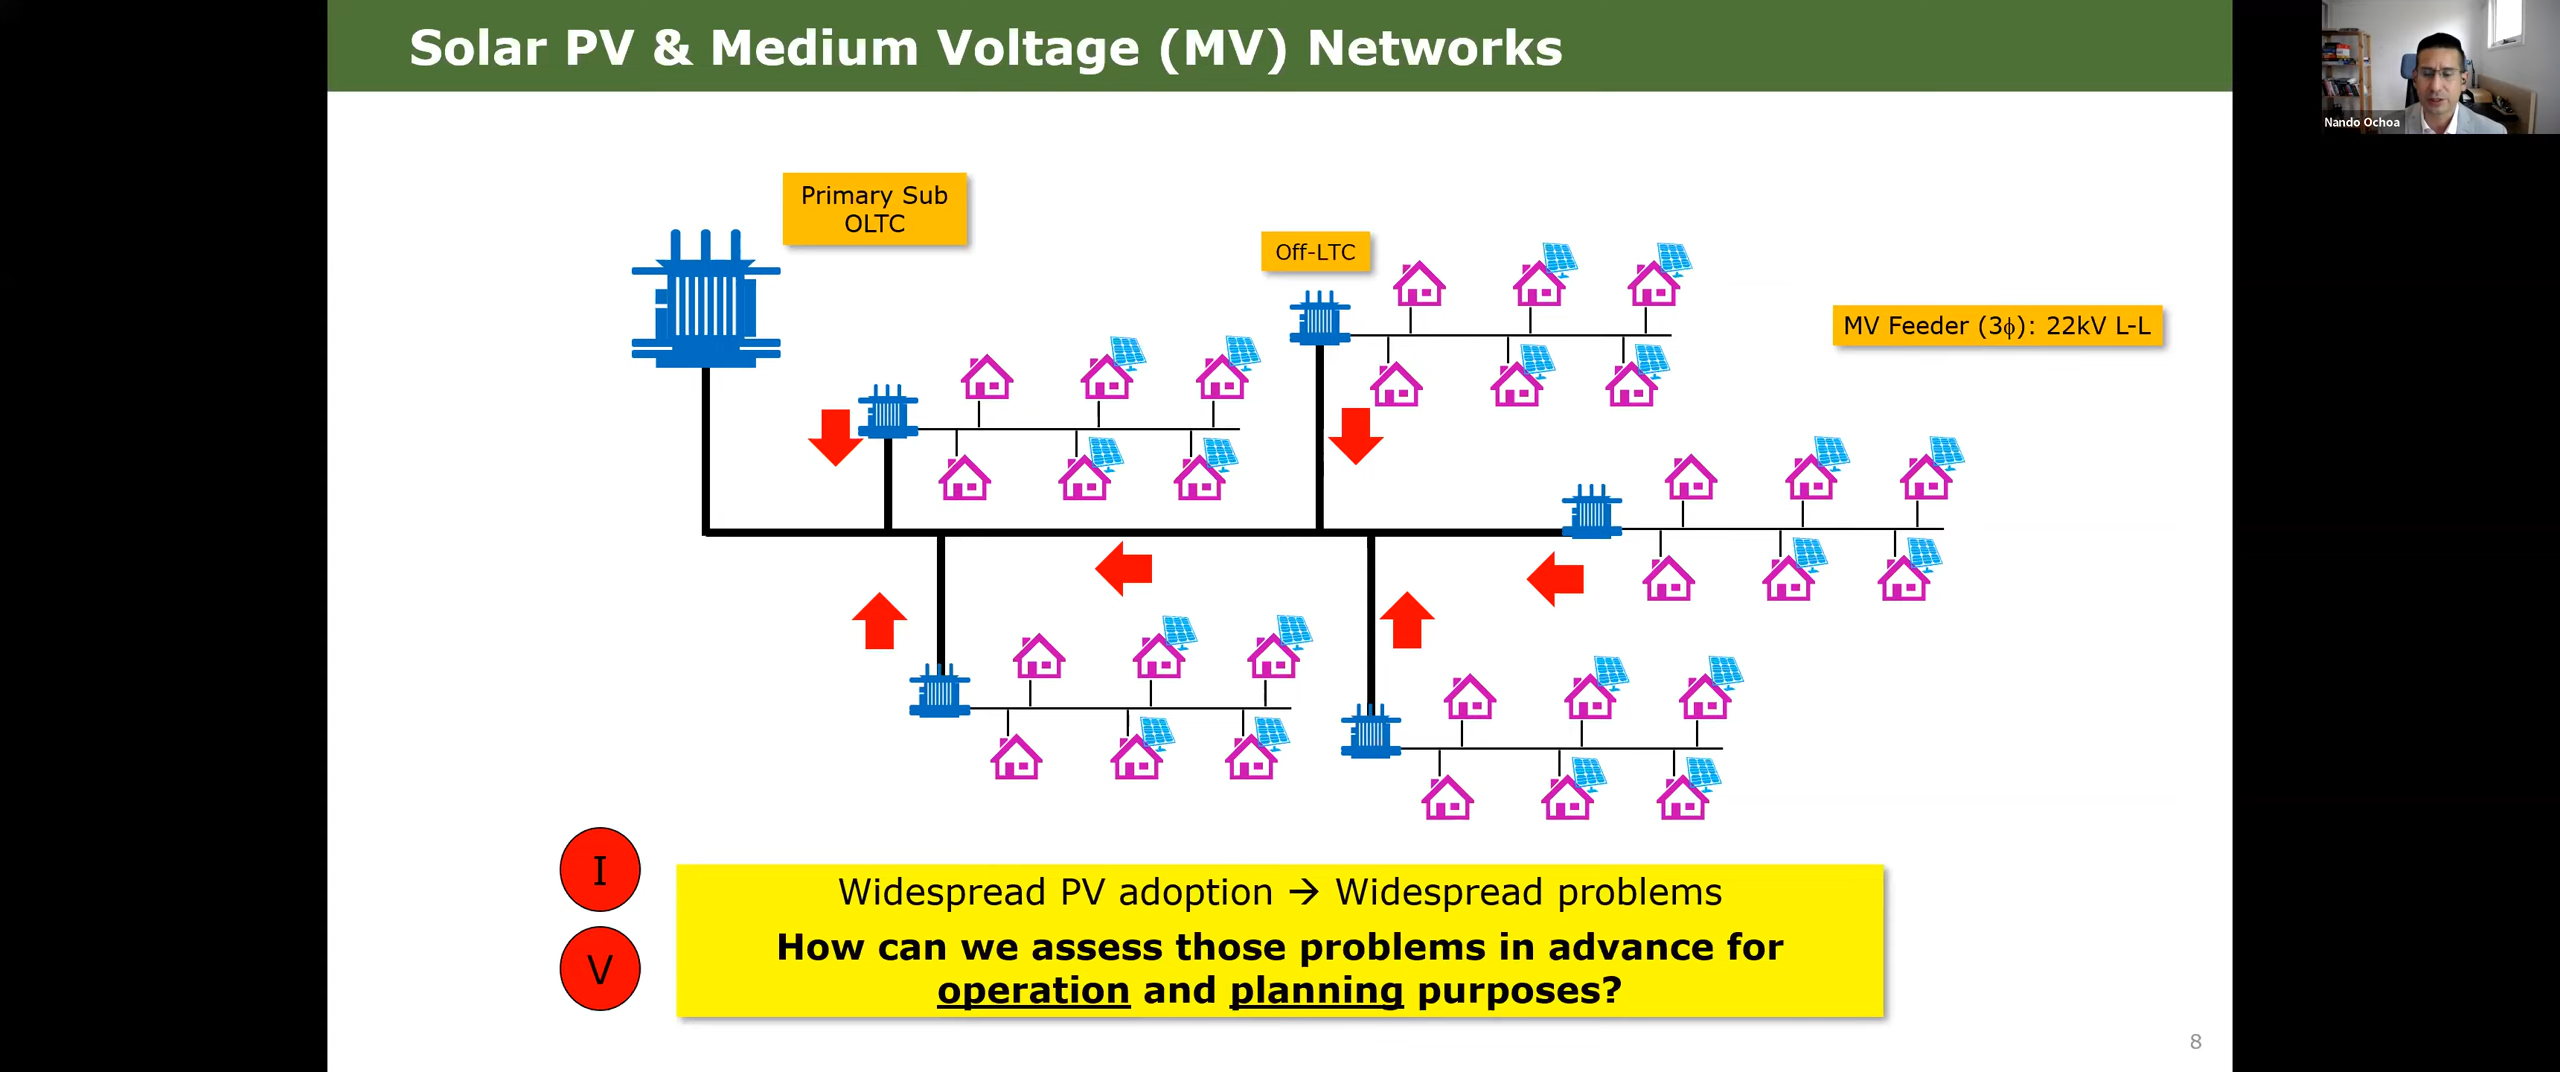 Solar PV & Medium Voltage (MV) Networks
Nando Ochoa
Primary Sub
OLTC
Off-LTC
MV Feeder (3ϕ): 22kV L-L
I
V
Widespread PV adoption → Widespread problems
How can we assess those problems in advance for
operation and planning purposes?
8